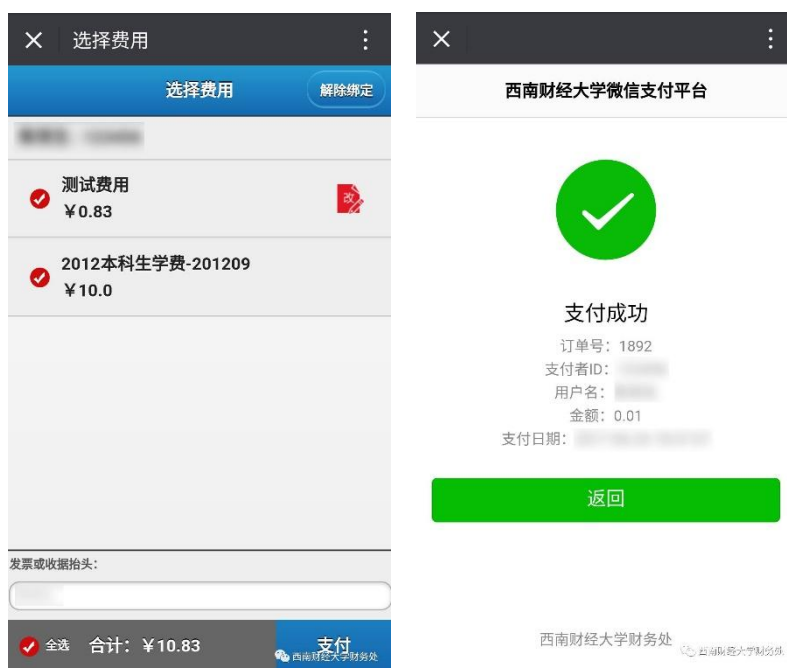 选择费用
选择费用
解除绑定
测试费用
¥0.83
改
2012本科生学费-201209
¥10.0
发票或收据抬头：
全选
合计：¥10.83
支付
西南财经大学财务处
西南财经大学微信支付平台
支付成功
订单号：1892
支付者ID：
用户名：
金额：0.01
支付日期：
返回
西南财经大学财务处
西南财经大学财务处